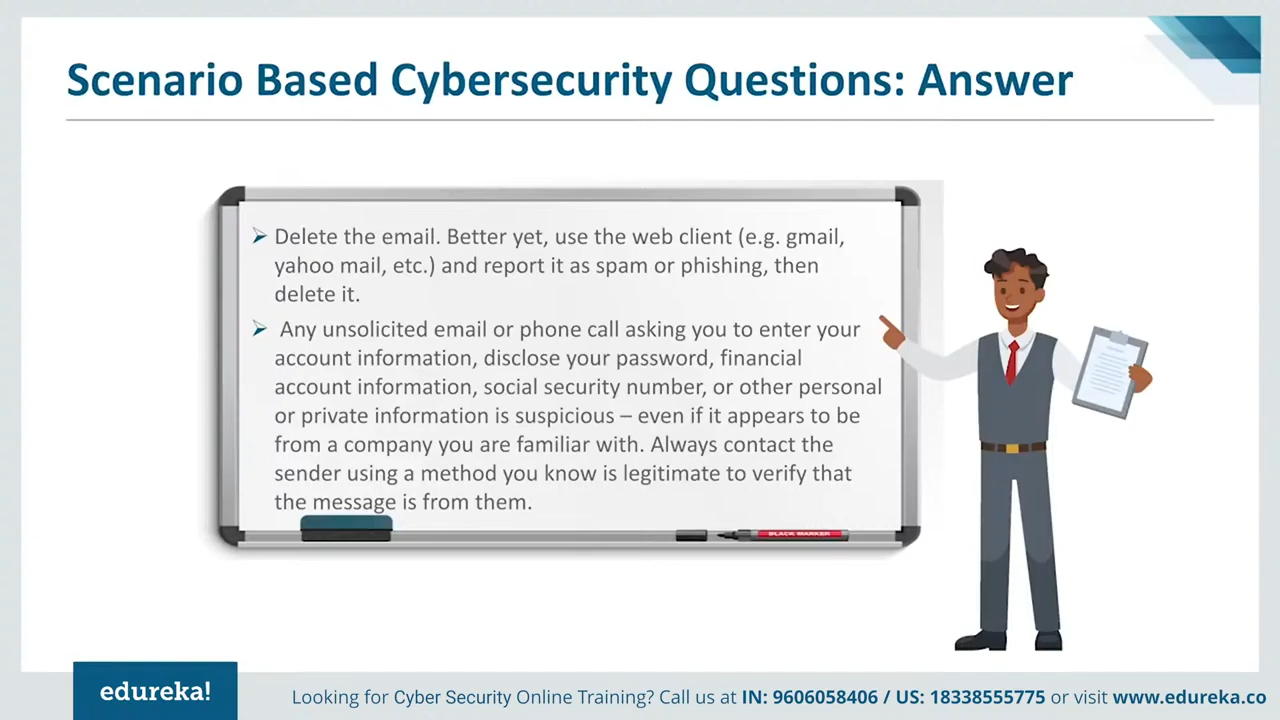 Scenario Based Cybersecurity Questions: Answer
Delete the email. Better yet, use the web client (e.g. gmail,
yahoo mail, etc.) and report it as spam or phishing, then
delete it.
Any unsolicited email or phone call asking you to enter your
account information, disclose your password, financial
account information, social security number, or other personal
or private information is suspicious – even if it appears to be
from a company you are familiar with. Always contact the
sender using a method you know is legitimate to verify that
the message is from them.
BLACK MARKER
edureka!
Looking for Cyber Security Online Training? Call us at IN: 9606058406 / US: 18338555775 or visit www.edureka.co